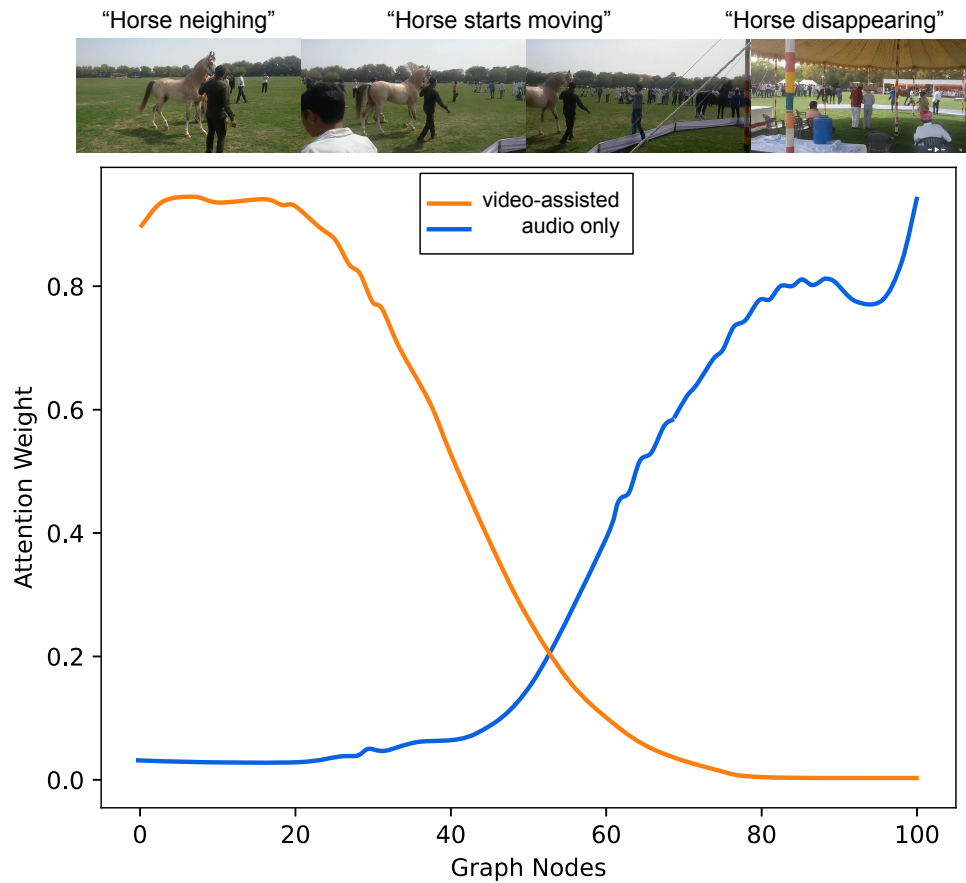 “Horse neighing” “Horse starts moving” “Horse disappearing”
video-assisted
audio only
Attention Weight
0.8
0.6
0.4
0.2
0.0
0 20 40 60 80 100
Graph Nodes